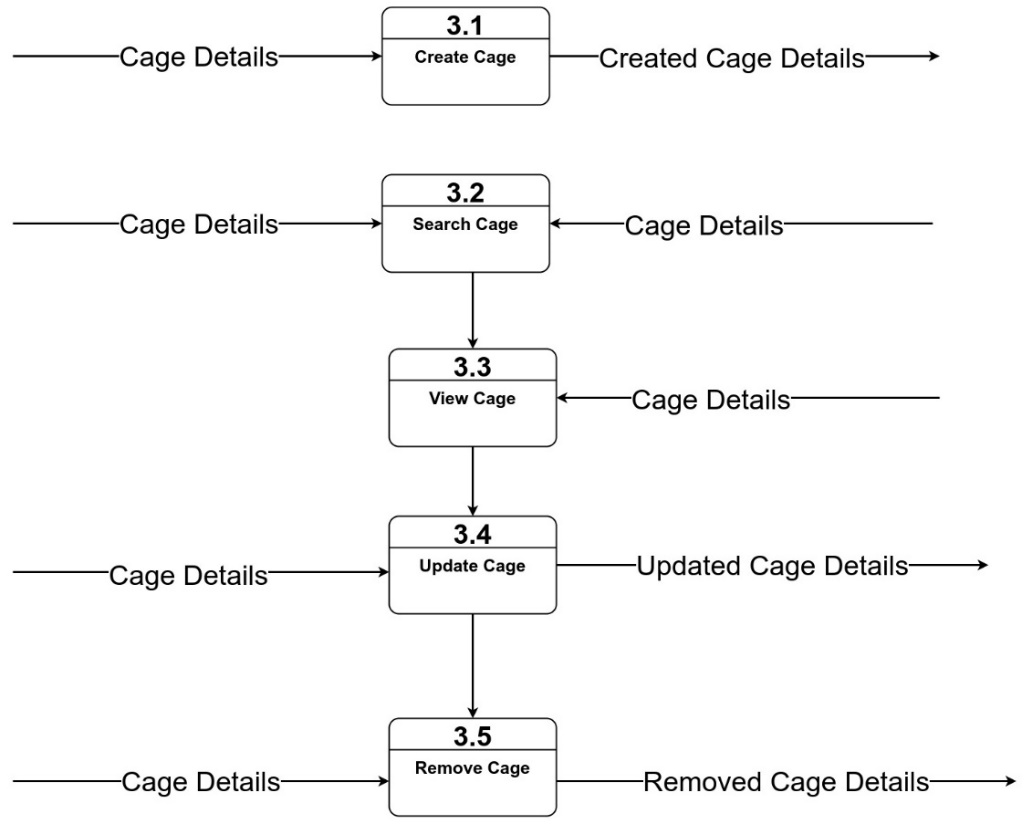 3.1
Cage Details
Create Cage
Created Cage Details
3.2
Cage Details
Search Cage
Cage Details
3.3
View Cage
Cage Details
3.4
Cage Details
Update Cage
Updated Cage Details
3.5
Cage Details
Remove Cage
Removed Cage Details